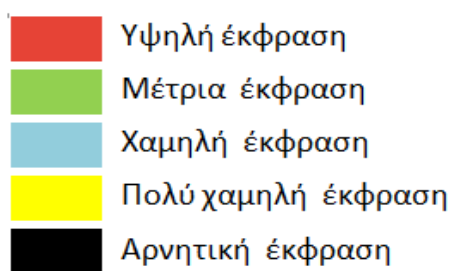 Υψηλή έκφραση
Μέτρια έκφραση
Χαμηλή έκφραση
Πολύ χαμηλή έκφραση
Αρνητική έκφραση